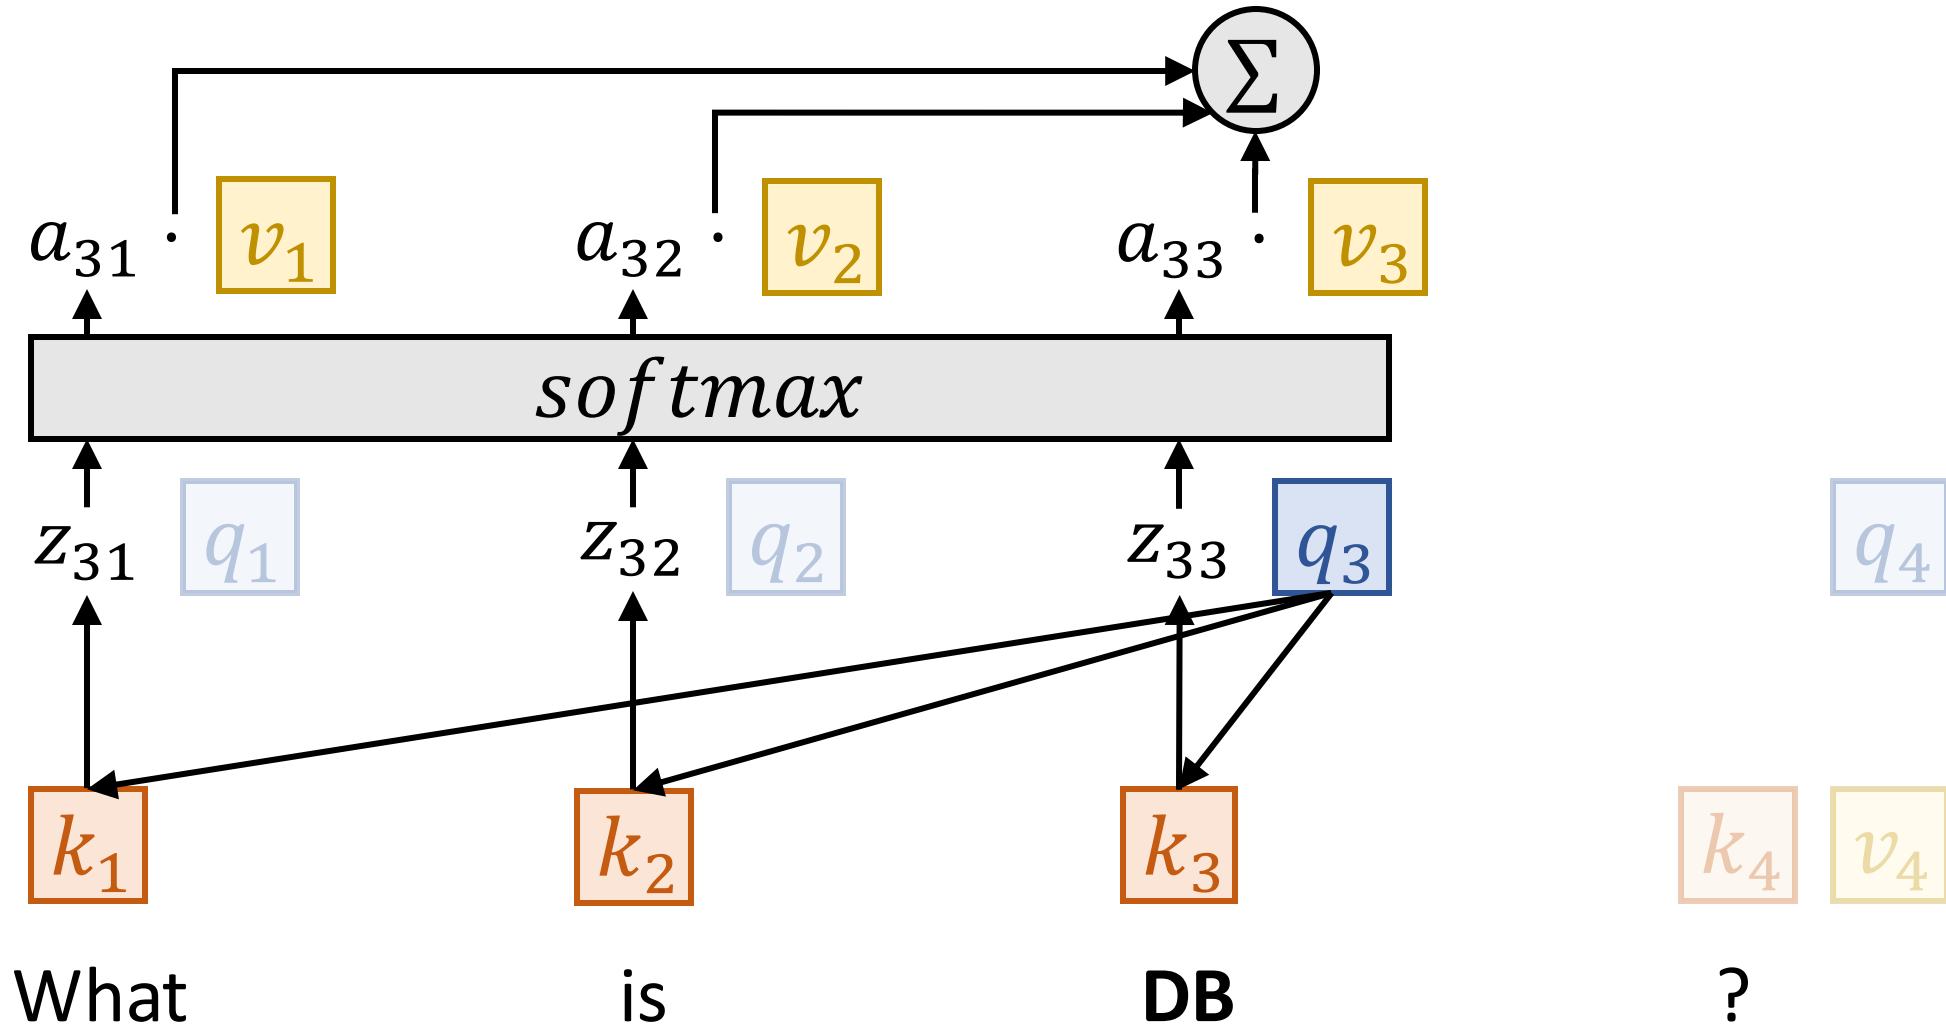 Σ
a₃₁ · v₁ a₃₂ · v₂ a₃₃ · v₃
softmax
z₃₁ q₁ z₃₂ q₂ z₃₃ q₃ q₄
k₁ k₂ k₃ k₄ v₄
What is DB ?